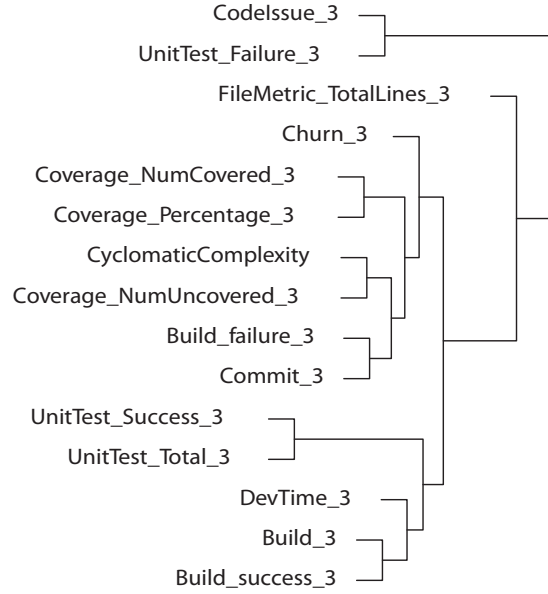 CodeIssue_3
UnitTest_Failure_3
FileMetric_TotalLines_3
Churn_3
Coverage_NumCovered_3
Coverage_Percentage_3
CyclomaticComplexity
Coverage_NumUncovered_3
Build_failure_3
Commit_3
UnitTest_Success_3
UnitTest_Total_3
DevTime_3
Build_3
Build_success_3